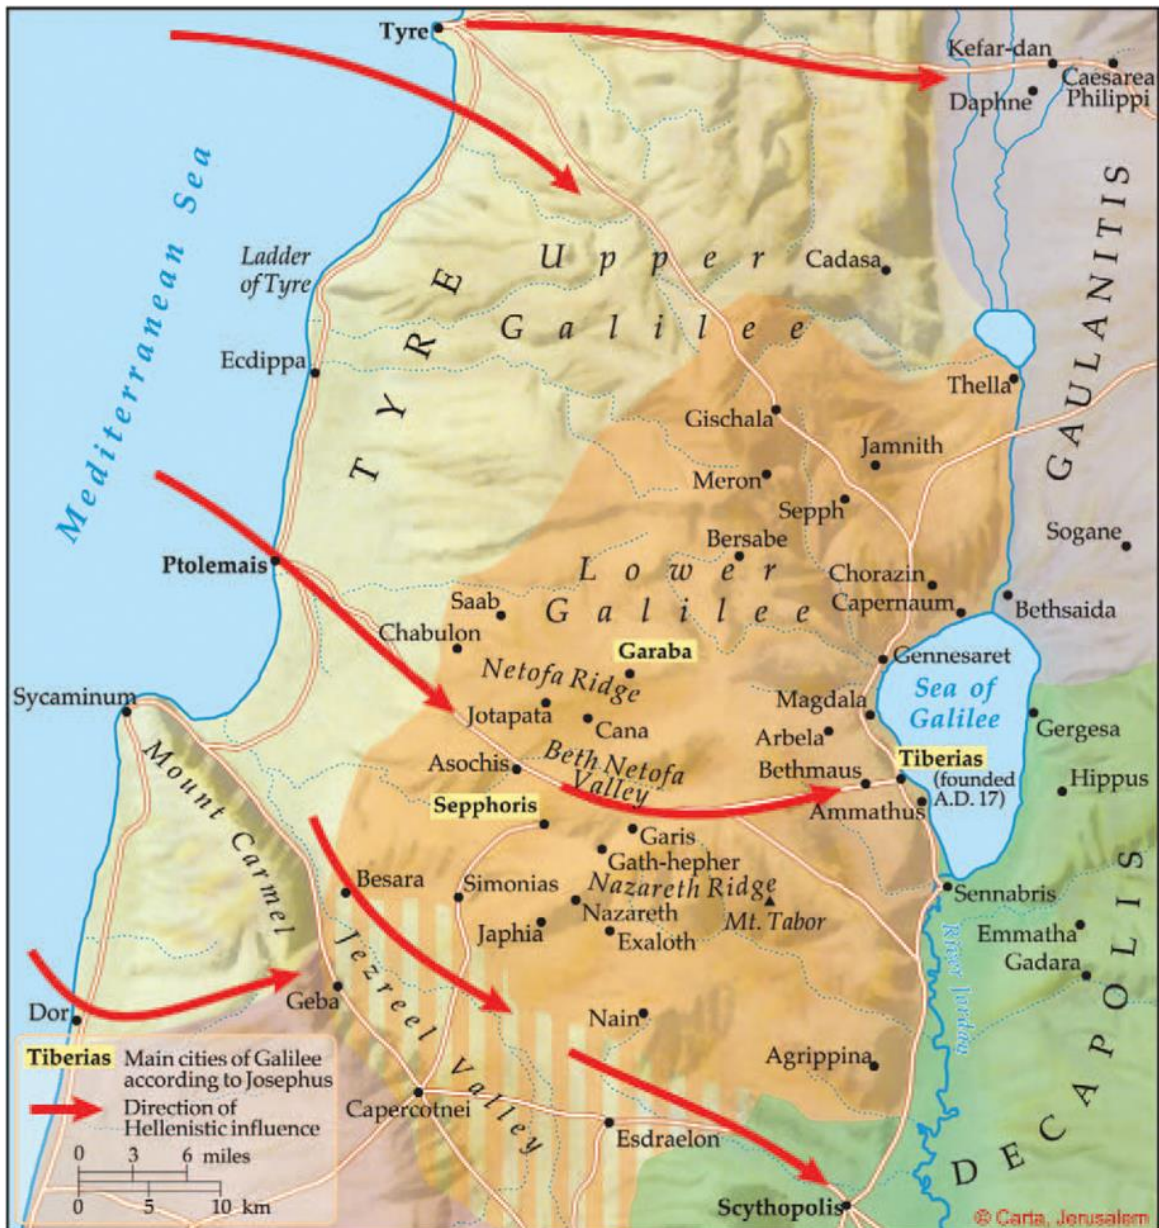 Tyre
Kefar-dan
Caesarea
Philippi
Daphne
Mediterranean Sea
Ladder
of Tyre
TYRE
Upper
Galilee
Cadasa
GAULANITIS
Ecdippa
Thella
Gischala
Jamnith
Meron
Sepph
Sogane
Bersabe
Ptolemais
Lower
Galilee
Chorazin
Capernaum
Bethsaida
Saab
Chabulon
Garaba
Gennesaret
Netofa Ridge
Sea of
Galilee
Sycaminum
Jotapata
Cana
Magdala
Arbela
Gergesa
Mount Carmel
Asochis
Beth Netofa
Valley
Bethmaus
Tiberias
(founded
A.D. 17)
Hippus
Ammathus
Sepphoris
Garis
Gath-hepher
Besara
Simonias
Nazareth Ridge
Nazareth
Mt. Tabor
Sennabris
Japhia
Exaloth
River Jordan
Emmatha
Gadara
DECAPOLIS
Jezreel Valley
Geba
Dor
Nain
Agrippina
Capercotnei
Esdraelon
Scythopolis
Tiberias Main cities of Galilee
according to Josephus
Direction of
Hellenistic influence
0 3 6 miles
0 5 10 km
© Carta, Jerusalem